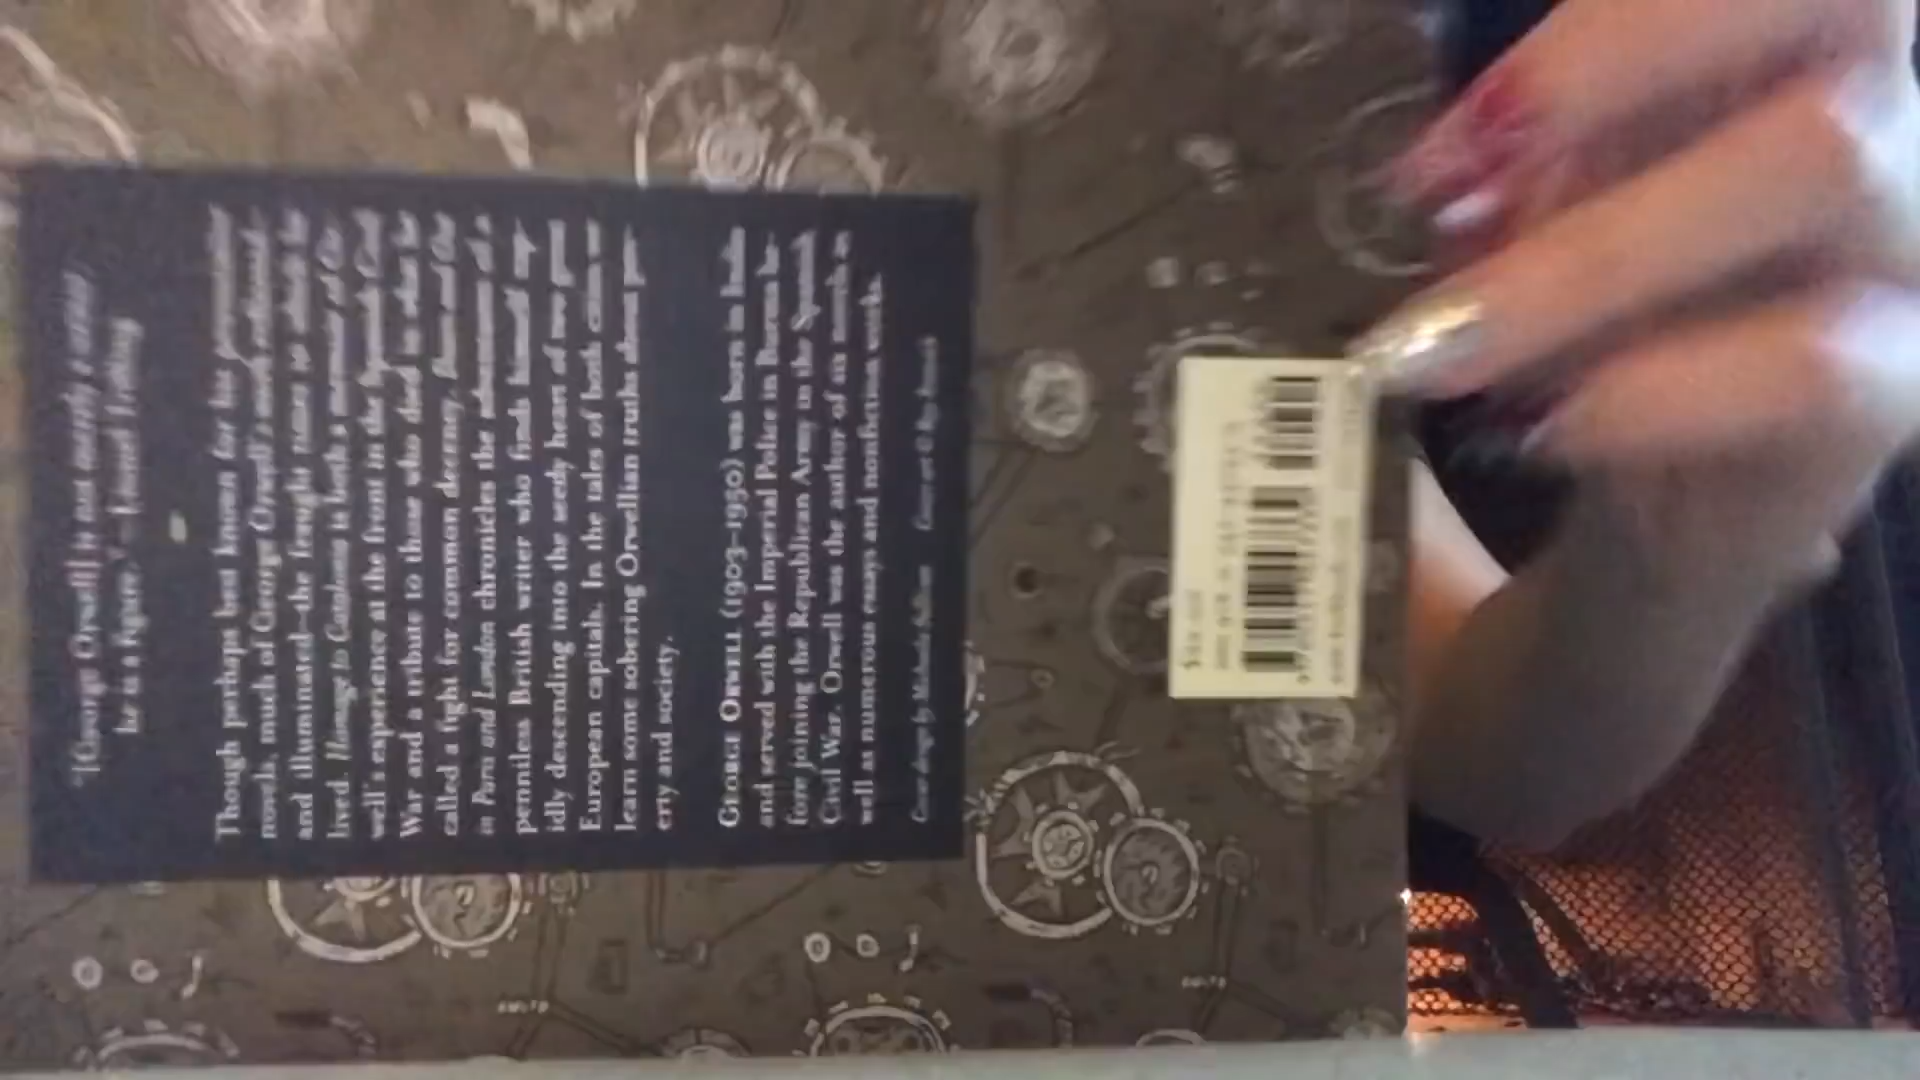 "[George Orwell] is not merely a writer
he is a figure."—Lionel Trilling
Though perhaps best known for his
novels, much of George Orwell's work
and illuminated—the fraught times in which he
lived. Homage to Catalonia is both a memoir of
well's experience at the front in the Spanish Civil
War and a tribute to those who died in what he
called a fight for common decency. Down and Out
in Paris and London chronicles the adventures of a
penniless British writer who finds himself rap-
idly descending into the seedy heart of two
European capitals. In the tales of both
learn some sobering Orwellian truths about pov-
erty and society.
GEORGE ORWELL (1903–1950) was born in India
and served with the Imperial Police in Burma be-
fore joining the Republican Army in the Spanish
Civil War. Orwell was the author of six novels as
well as numerous essays and nonfiction works.
Cover design by
Cover art ©